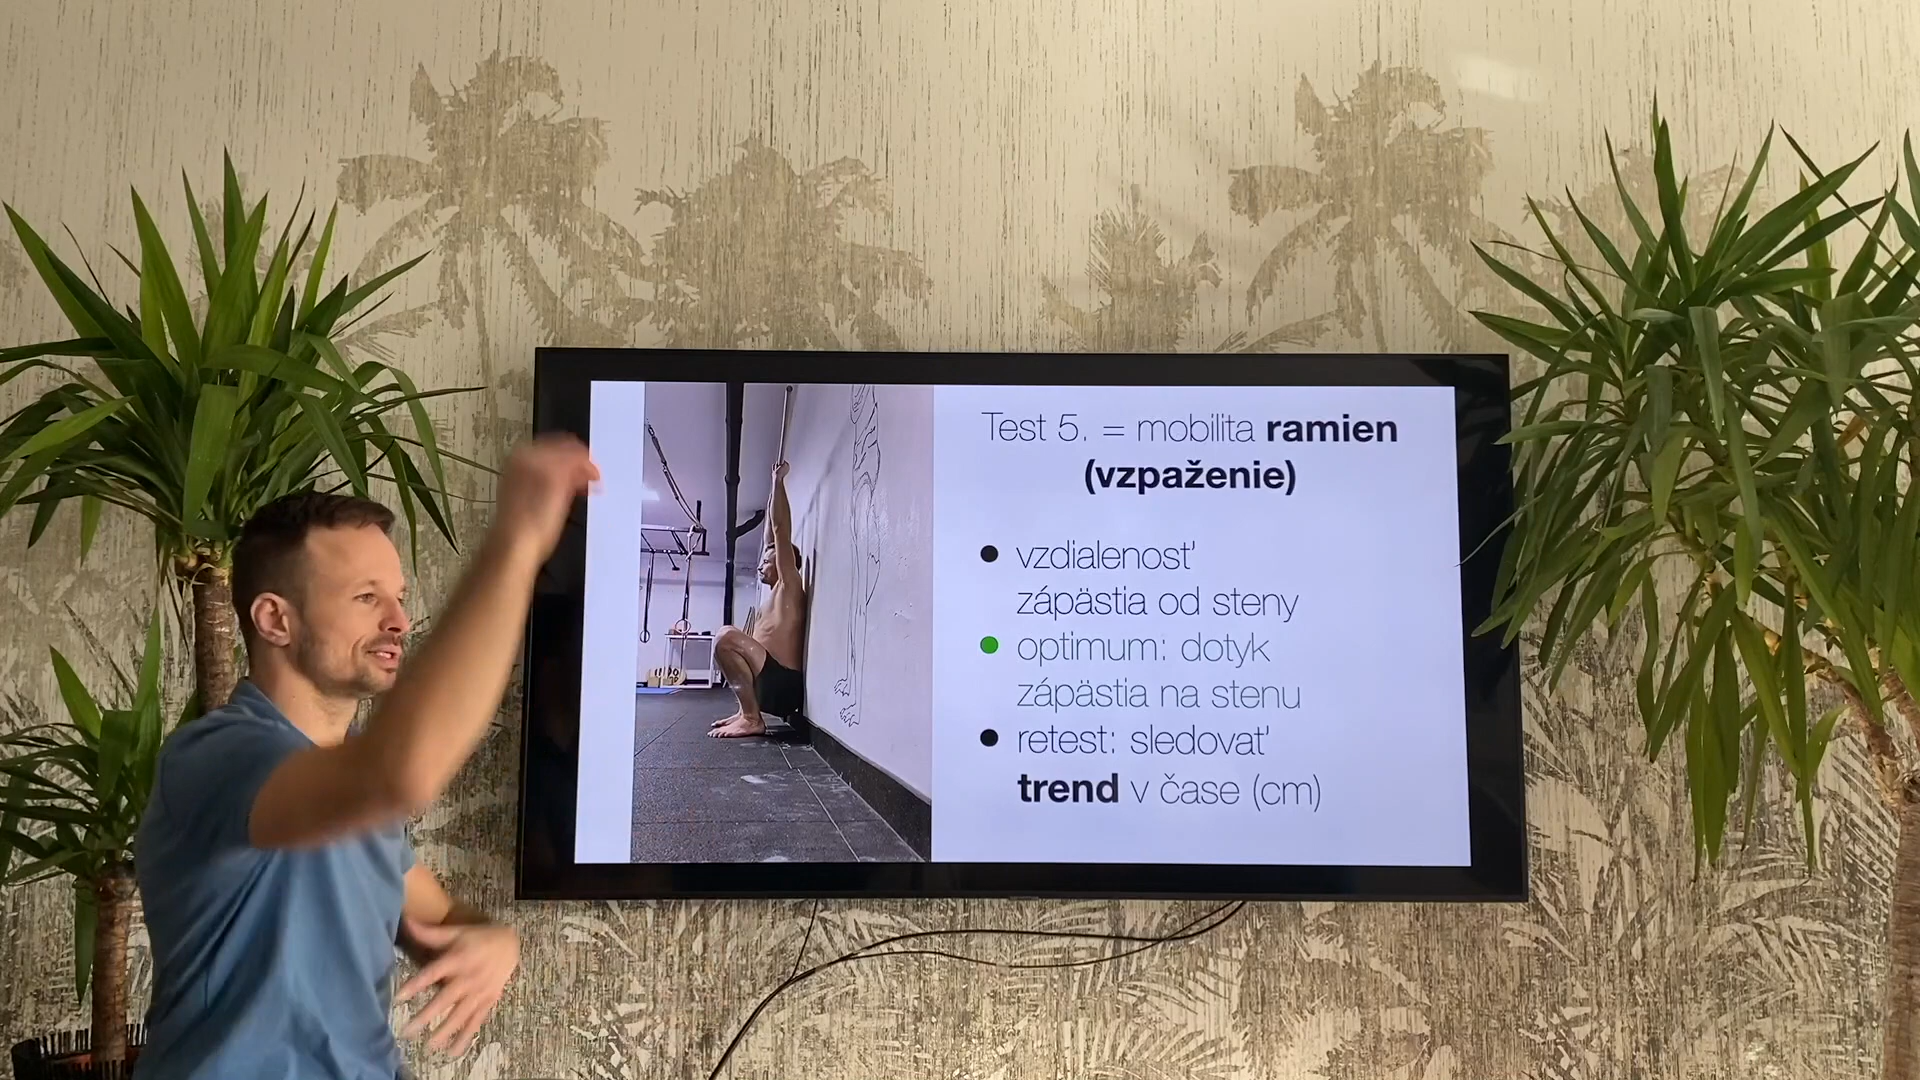 Test 5. = mobilita ramien
(vzpaženie)
vzdialenosť
zápästia od steny
optimum: dotyk
zápästia na stenu
retest: sledovať
trend v čase (cm)